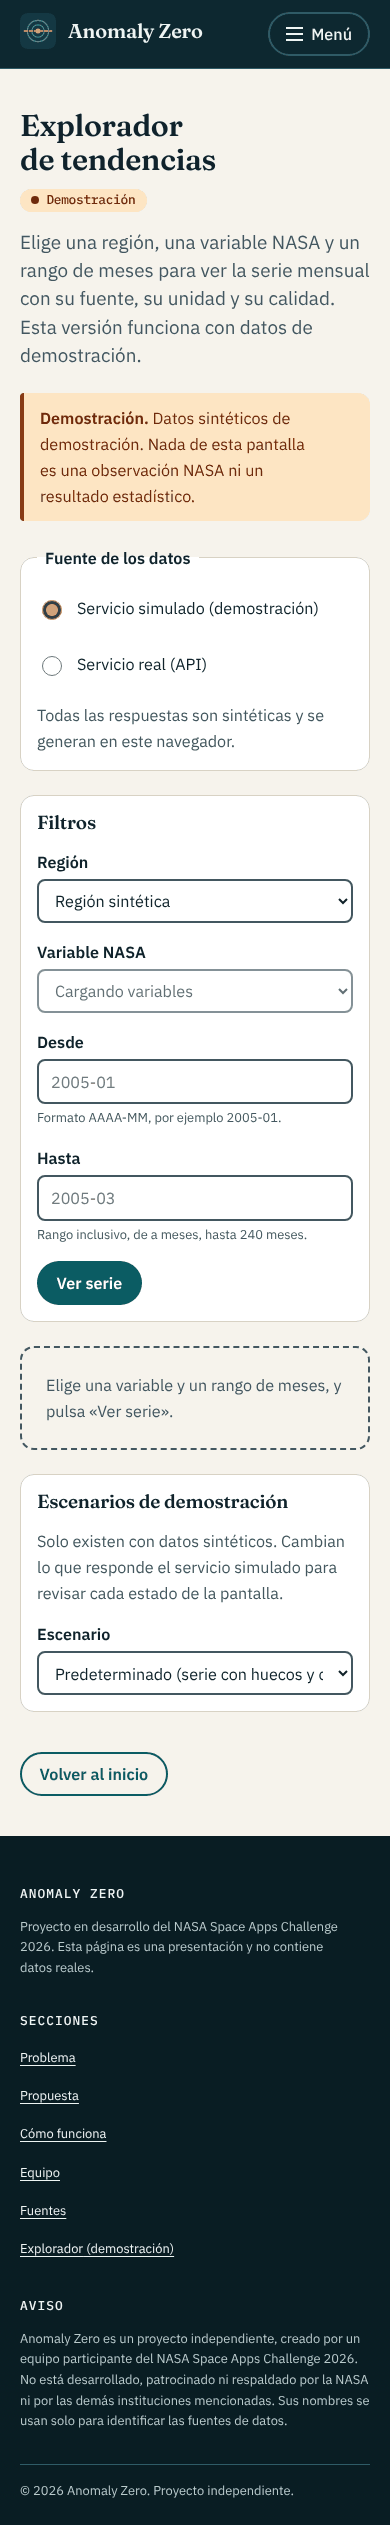 Anomaly Zero
Menú
Explorador
de tendencias
Demostración
Elige una región, una variable NASA y un
rango de meses para ver la serie mensual
con su fuente, su unidad y su calidad.
Esta versión funciona con datos de
demostración.
Demostración. Datos sintéticos de
demostración. Nada de esta pantalla
es una observación NASA ni un
resultado estadístico.
Fuente de los datos
Servicio simulado (demostración)
Servicio real (API)
Todas las respuestas son sintéticas y se
generan en este navegador.
Filtros
Región
Región sintética
Variable NASA
Cargando variables
Desde
2005-01
Formato AAAA-MM, por ejemplo 2005-01.
Hasta
2005-03
Rango inclusivo, de a meses, hasta 240 meses.
Ver serie
Elige una variable y un rango de meses, y
pulsa «Ver serie».
Escenarios de demostración
Solo existen con datos sintéticos. Cambian
lo que responde el servicio simulado para
revisar cada estado de la pantalla.
Escenario
Predeterminado (serie con huecos y
Volver al inicio
ANOMALY ZERO
Proyecto en desarrollo del NASA Space Apps Challenge
2026. Esta página es una presentación y no contiene
datos reales.
SECCIONES
Problema
Propuesta
Cómo funciona
Equipo
Fuentes
Explorador (demostración)
AVISO
Anomaly Zero es un proyecto independiente, creado por un
equipo participante del NASA Space Apps Challenge 2026.
No está desarrollado, patrocinado ni respaldado por la NASA
ni por las demás instituciones mencionadas. Sus nombres se
usan solo para identificar las fuentes de datos.
© 2026 Anomaly Zero. Proyecto independiente.